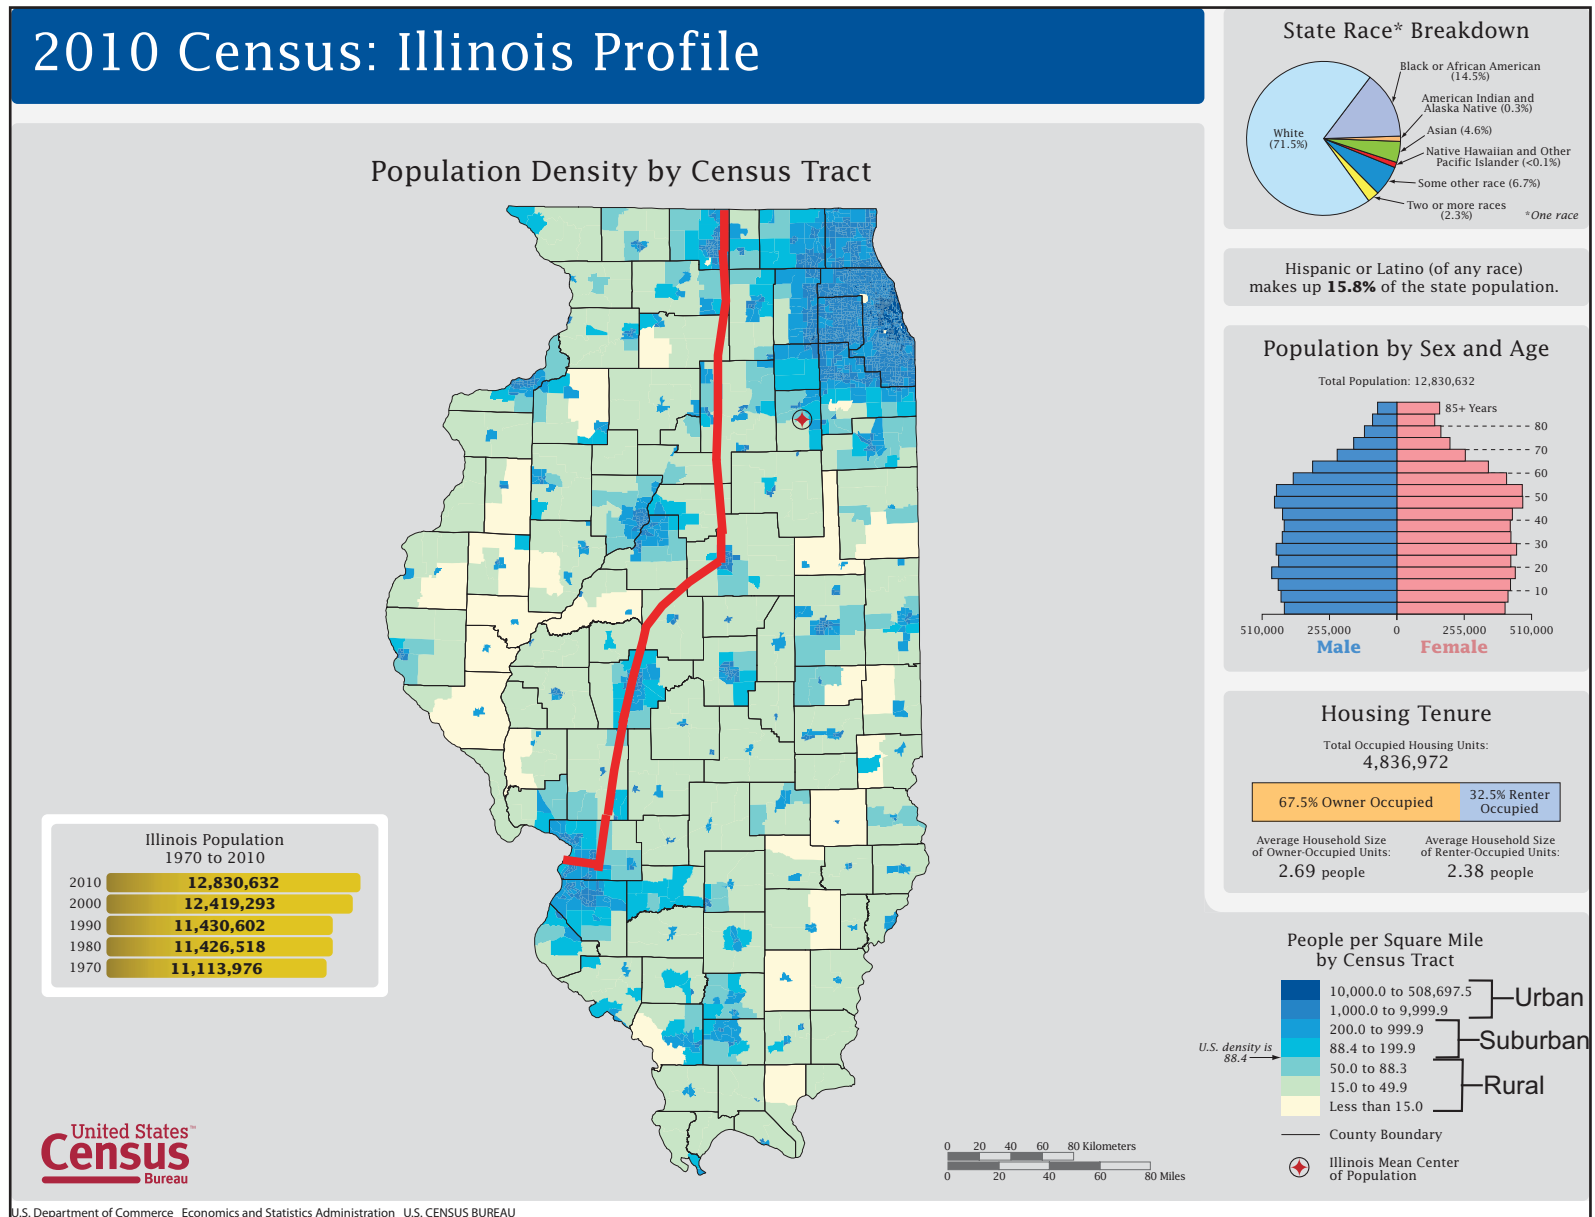 2010 Census: Illinois Profile
Population Density by Census Tract
Illinois Population
1970 to 2010
2010 12,830,632
2000 12,419,293
1990 11,430,602
1980 11,426,518
1970 11,113,976
United States™
Census
Bureau
0 20 40 60 80 Kilometers
0 20 40 60 80 Miles
State Race* Breakdown
Black or African American
(14.5%)
American Indian and
Alaska Native (0.3%)
Asian (4.6%)
Native Hawaiian and Other
Pacific Islander (<0.1%)
Some other race (6.7%)
Two or more races
(2.3%)
*One race
White
(71.5%)
Hispanic or Latino (of any race)
makes up 15.8% of the state population.
Population by Sex and Age
Total Population: 12,830,632
85+ Years
80
70
60
50
40
30
20
10
510,000 255,000 0 255,000 510,000
Male Female
Housing Tenure
Total Occupied Housing Units:
4,836,972
67.5% Owner Occupied
32.5% Renter
Occupied
Average Household Size
of Owner-Occupied Units:
2.69 people
Average Household Size
of Renter-Occupied Units:
2.38 people
People per Square Mile
by Census Tract
10,000.0 to 508,697.5
1,000.0 to 9,999.9
200.0 to 999.9
88.4 to 199.9
50.0 to 88.3
15.0 to 49.9
Less than 15.0
Urban
Suburban
Rural
U.S. density is
88.4
County Boundary
Illinois Mean Center
of Population
U.S. Department of Commerce Economics and Statistics Administration U.S. CENSUS BUREAU